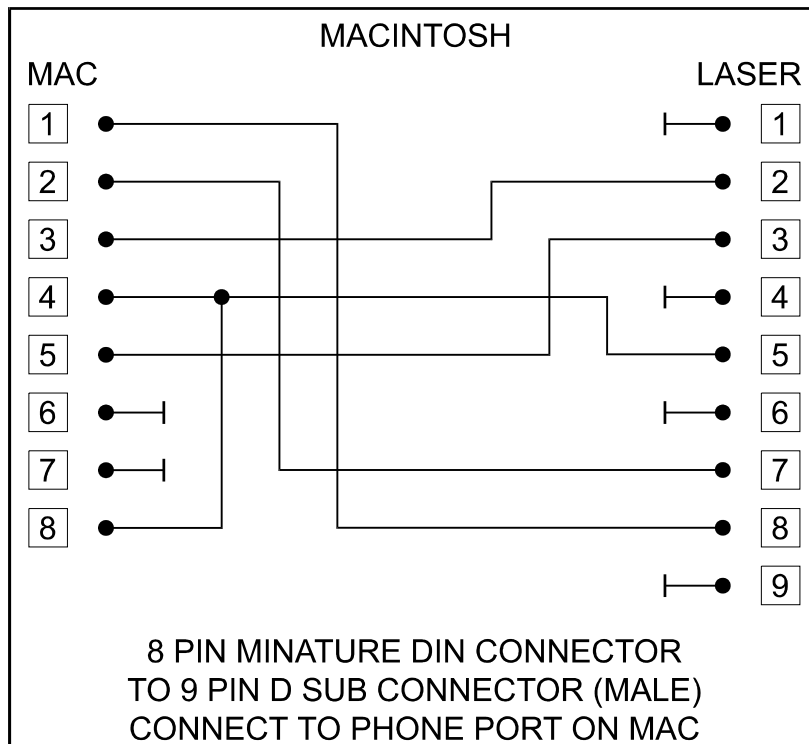 MACINTOSH
MAC LASER
1 1
2 2
3 3
4 4
5 5
6 6
7 7
8 8
9
8 PIN MINATURE DIN CONNECTOR
TO 9 PIN D SUB CONNECTOR (MALE)
CONNECT TO PHONE PORT ON MAC